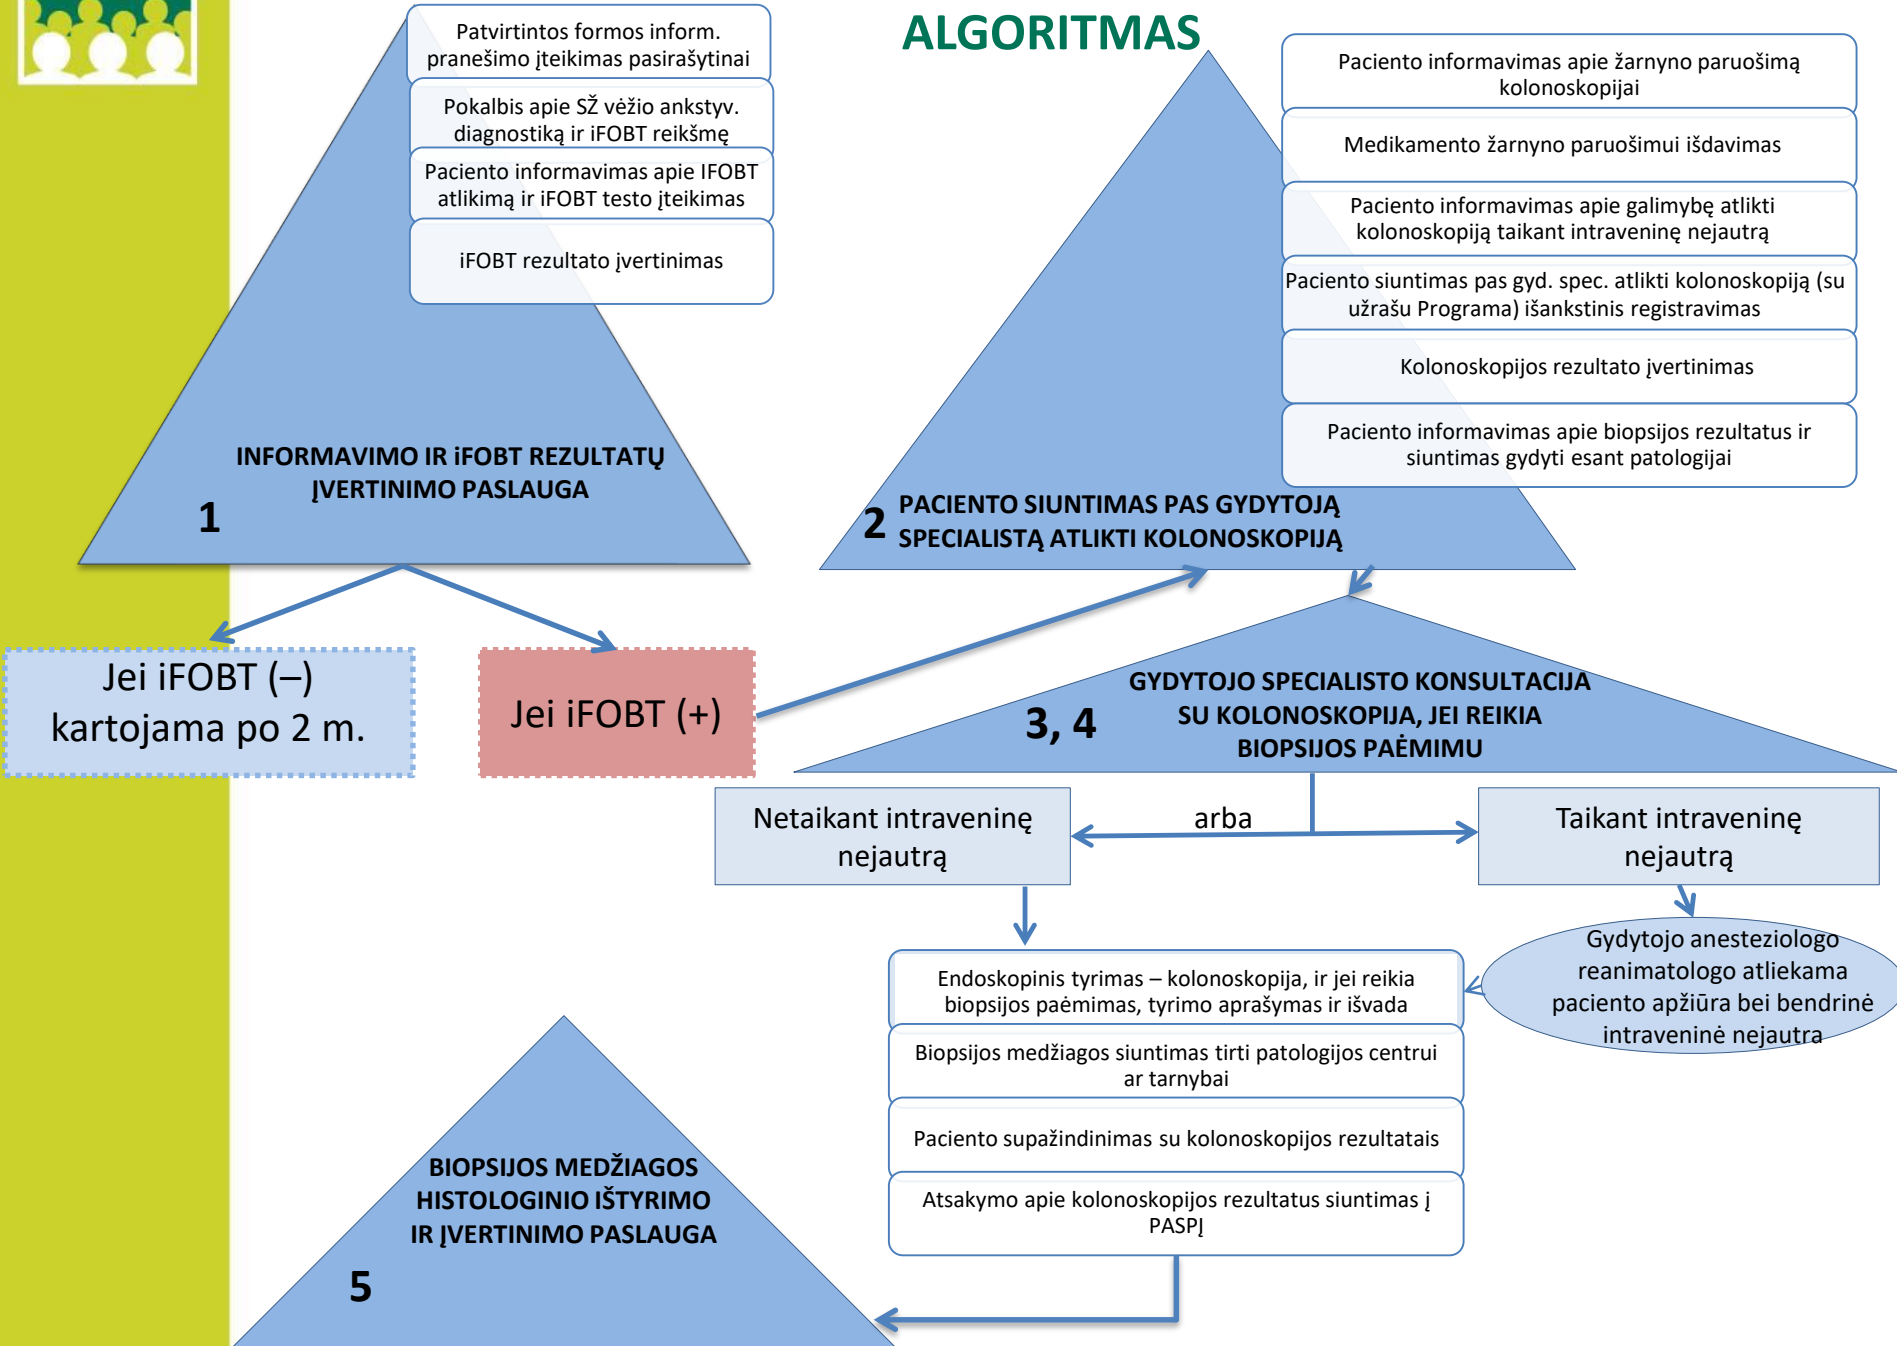 ALGORITMAS
Patvirtintos formos inform.
pranešimo įteikimas pasirašytinai
Pokalbis apie SŽ vėžio ankstyv.
diagnostiką ir iFOBT reikšmę
Paciento informavimas apie IFOBT
atlikimą ir iFOBT testo įteikimas
iFOBT rezultato įvertinimas
INFORMAVIMO IR iFOBT REZULTATŲ
ĮVERTINIMO PASLAUGA
1
Paciento informavimas apie žarnyno paruošimą
kolonoskopijai
Medikamento žarnyno paruošimui išdavimas
Paciento informavimas apie galimybę atlikti
kolonoskopiją taikant intraveninę nejautrą
Paciento siuntimas pas gyd. spec. atlikti kolonoskopiją (su
užrašu Programa) išankstinis registravimas
Kolonoskopijos rezultato įvertinimas
Paciento informavimas apie biopsijos rezultatus ir
siuntimas gydyti esant patologijai
2
PACIENTO SIUNTIMAS PAS GYDYTOJĄ
SPECIALISTĄ ATLIKTI KOLONOSKOPIJĄ
Jei iFOBT (–)
kartojama po 2 m.
Jei iFOBT (+)
3, 4
GYDYTOJO SPECIALISTO KONSULTACIJA
SU KOLONOSKOPIJA, JEI REIKIA
BIOPSIJOS PAĖMIMU
Netaikant intraveninę
nejautrą
arba
Taikant intraveninę
nejautrą
Gydytojo anesteziologo
reanimatologo atliekama
paciento apžiūra bei bendrinė
intraveninė nejautra
Endoskopinis tyrimas – kolonoskopija, ir jei reikia
biopsijos paėmimas, tyrimo aprašymas ir išvada
Biopsijos medžiagos siuntimas tirti patologijos centrui
ar tarnybai
Paciento supažindinimas su kolonoskopijos rezultatais
Atsakymo apie kolonoskopijos rezultatus siuntimas į
PASPĮ
BIOPSIJOS MEDŽIAGOS
HISTOLOGINIO IŠTYRIMO
IR ĮVERTINIMO PASLAUGA
5